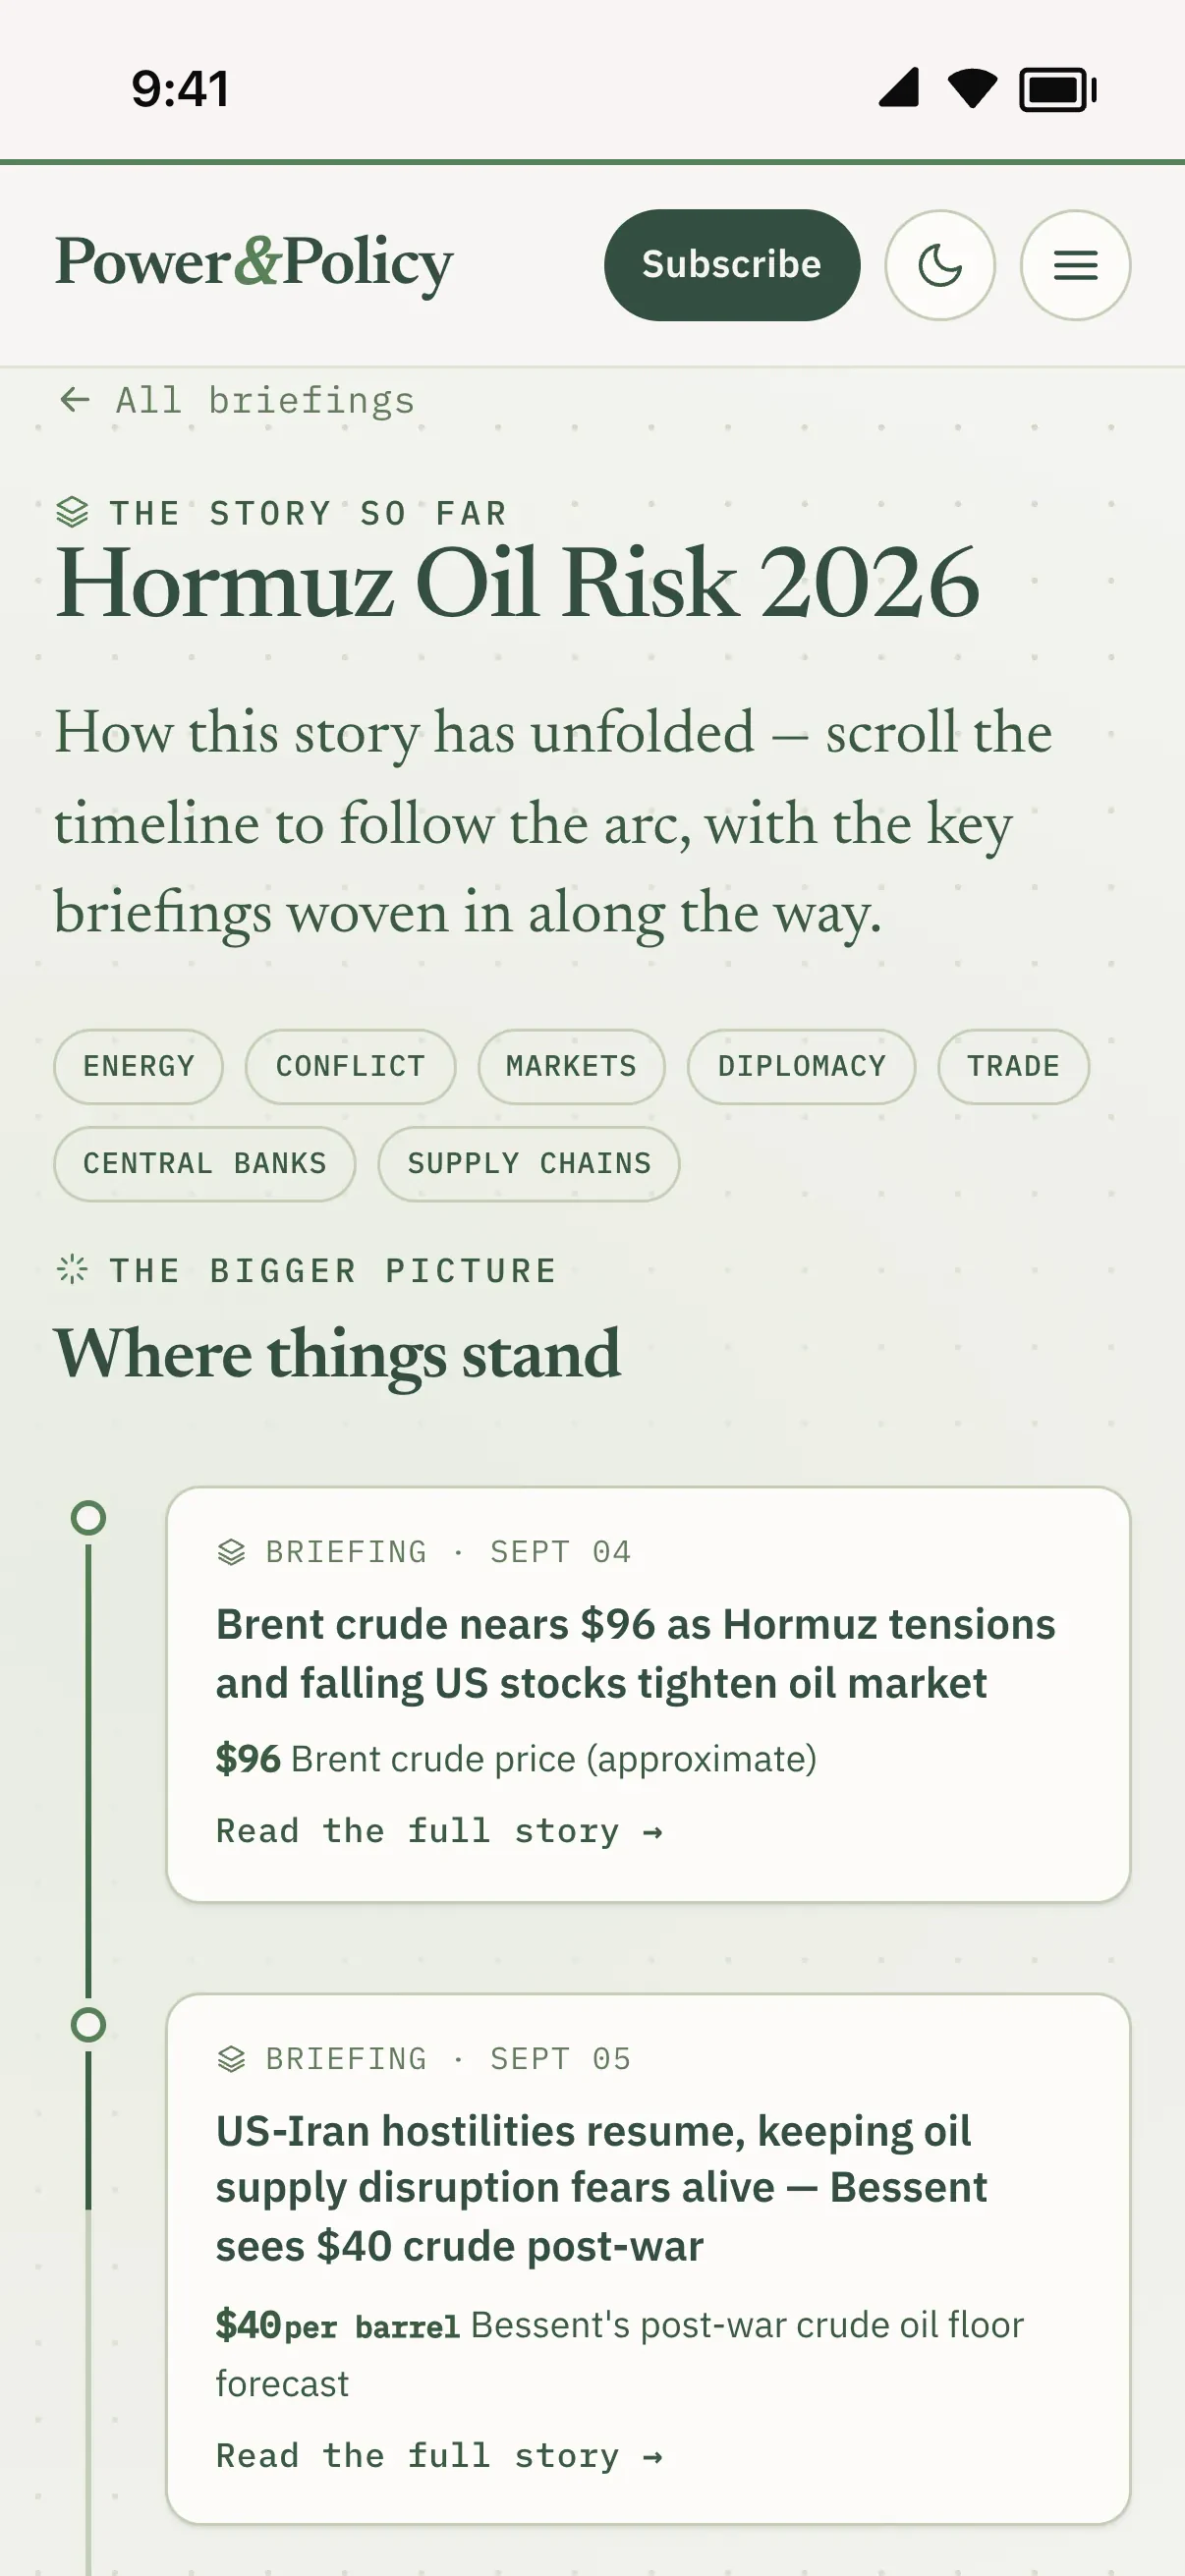 9:41
Power&Policy
Subscribe
← All briefings
THE STORY SO FAR
Hormuz Oil Risk 2026
How this story has unfolded — scroll the
timeline to follow the arc, with the key
briefings woven in along the way.
ENERGY CONFLICT MARKETS DIPLOMACY TRADE
CENTRAL BANKS SUPPLY CHAINS
THE BIGGER PICTURE
Where things stand
BRIEFING · SEPT 04
Brent crude nears $96 as Hormuz tensions
and falling US stocks tighten oil market
$96 Brent crude price (approximate)
Read the full story →
BRIEFING · SEPT 05
US-Iran hostilities resume, keeping oil
supply disruption fears alive — Bessent
sees $40 crude post-war
$40 per barrel Bessent's post-war crude oil floor
forecast
Read the full story →